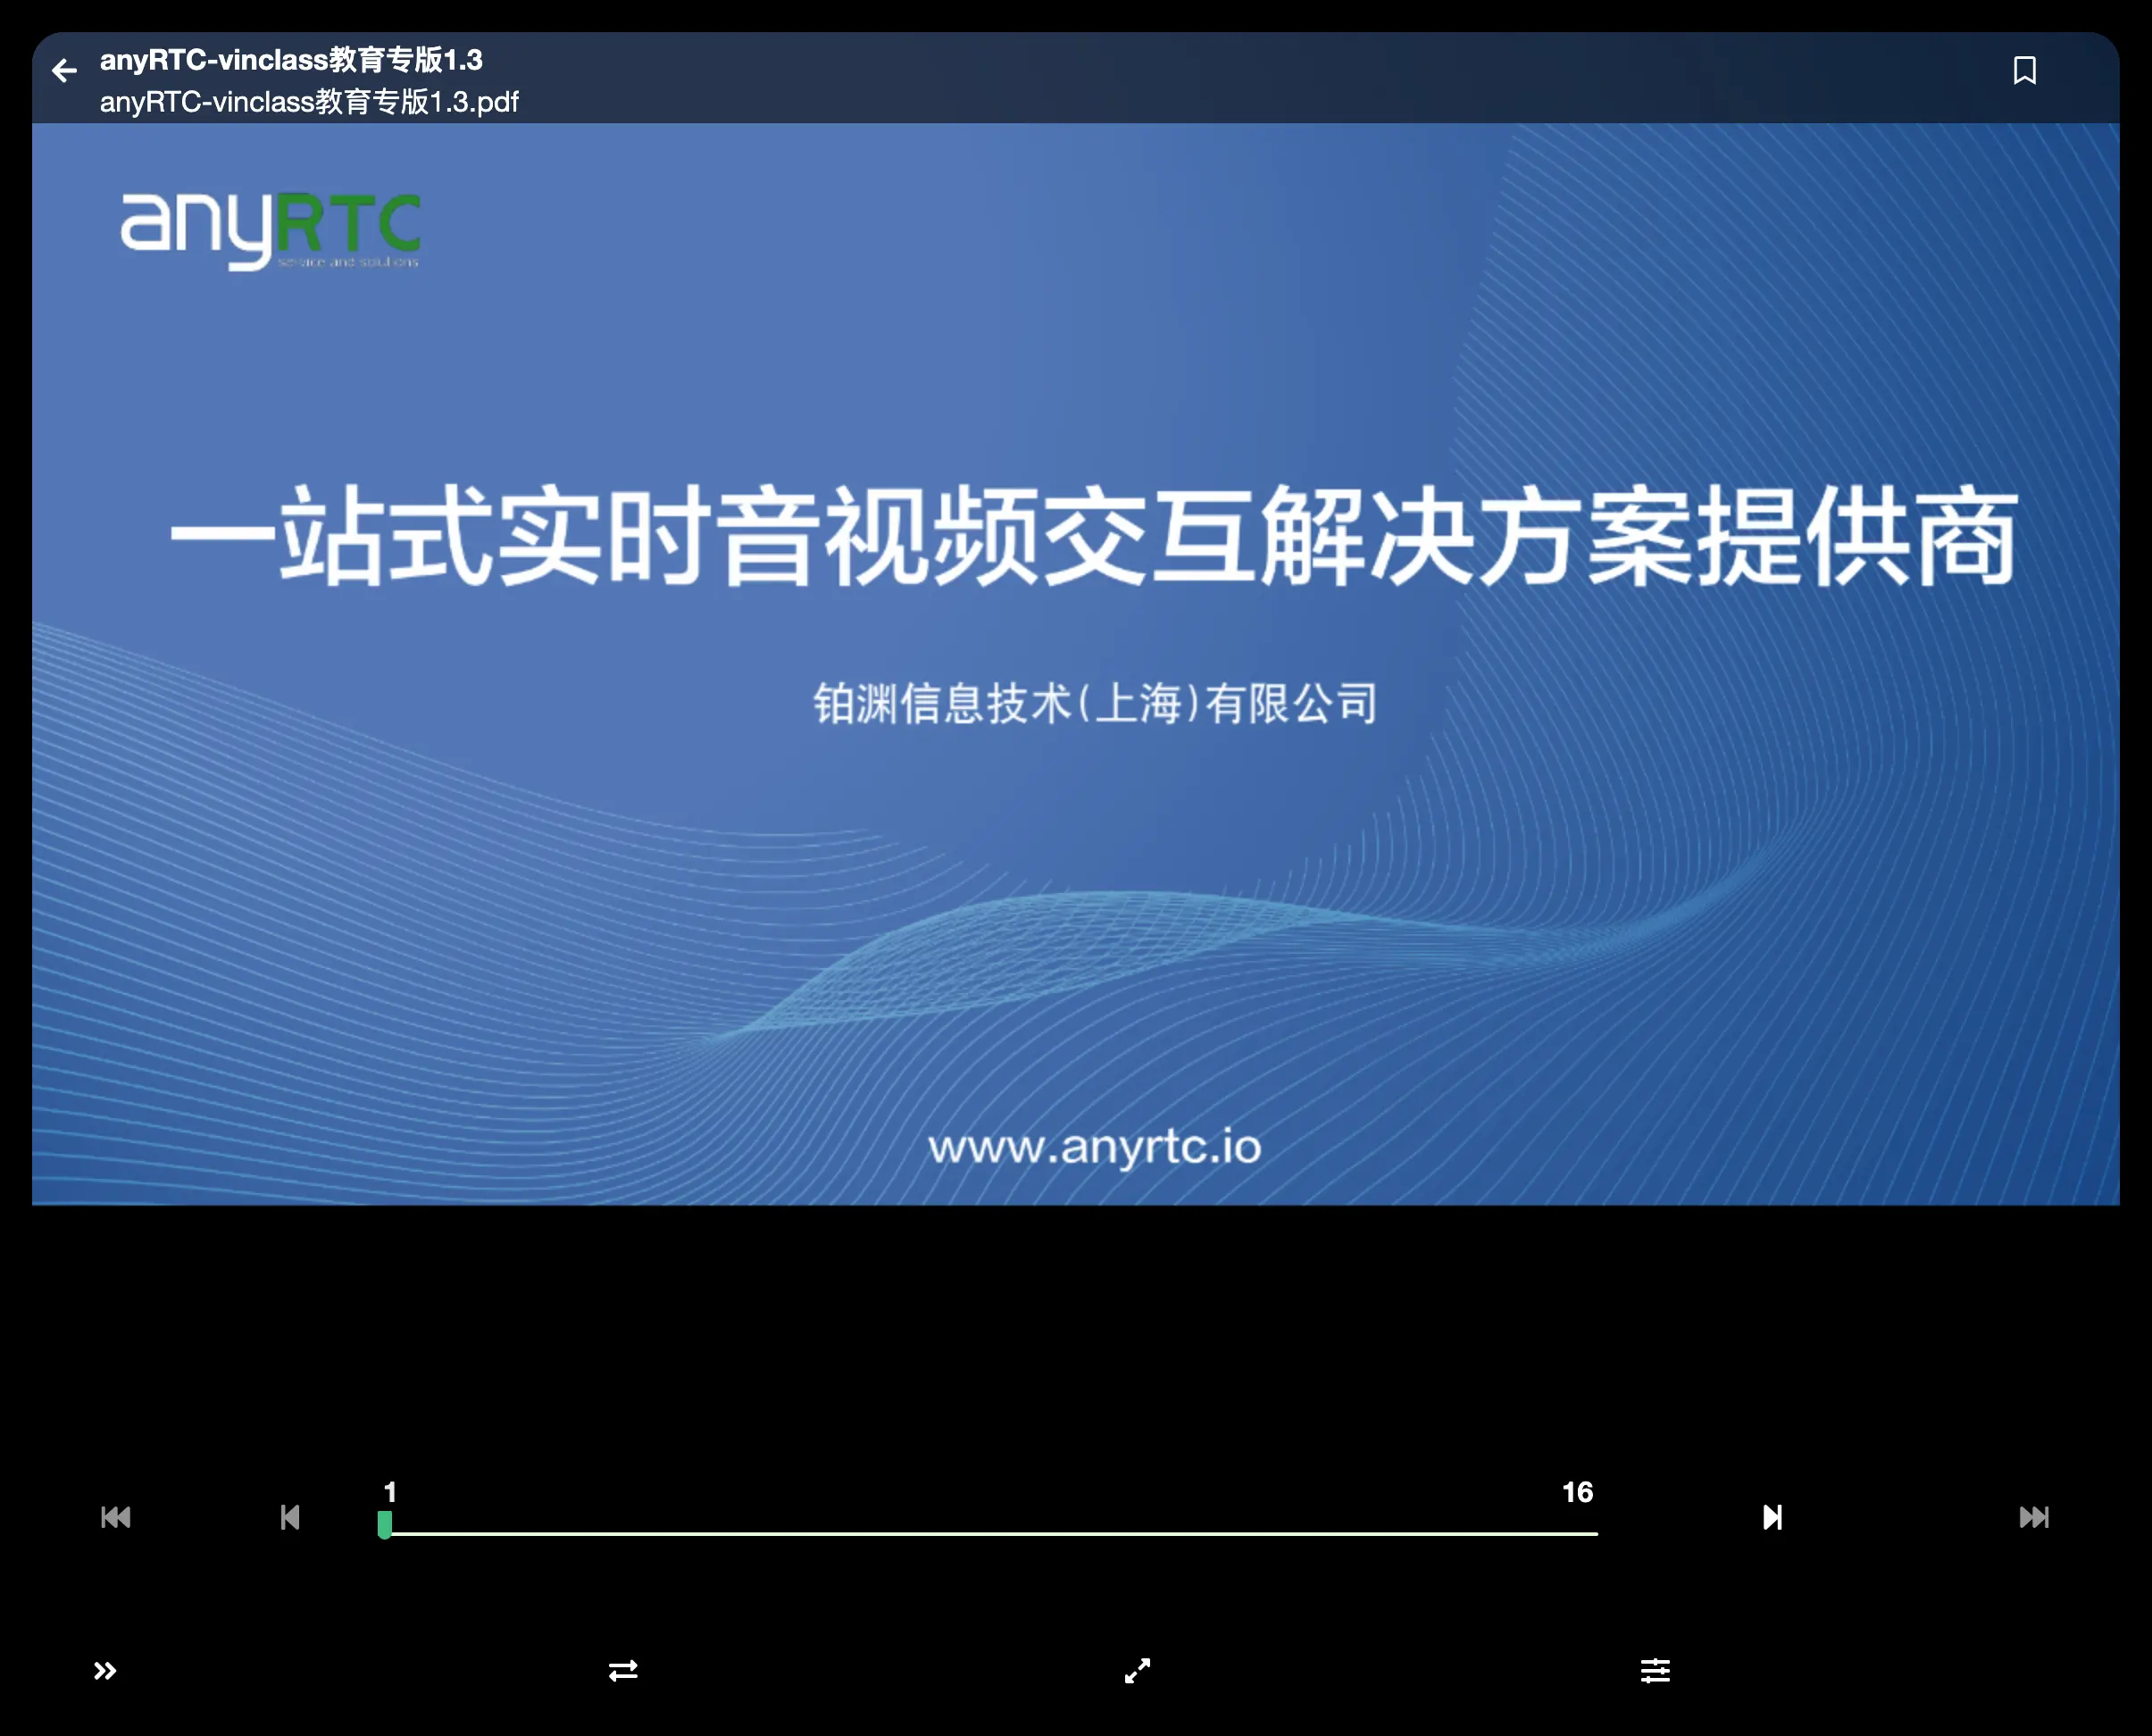 anyRTC-vinclass教育专版1.3
anyRTC-vinclass教育专版1.3.pdf
anyRTC
service and solutions
一站式实时音视频交互解决方案提供商
铂渊信息技术(上海)有限公司
www.anyrtc.io
1
16